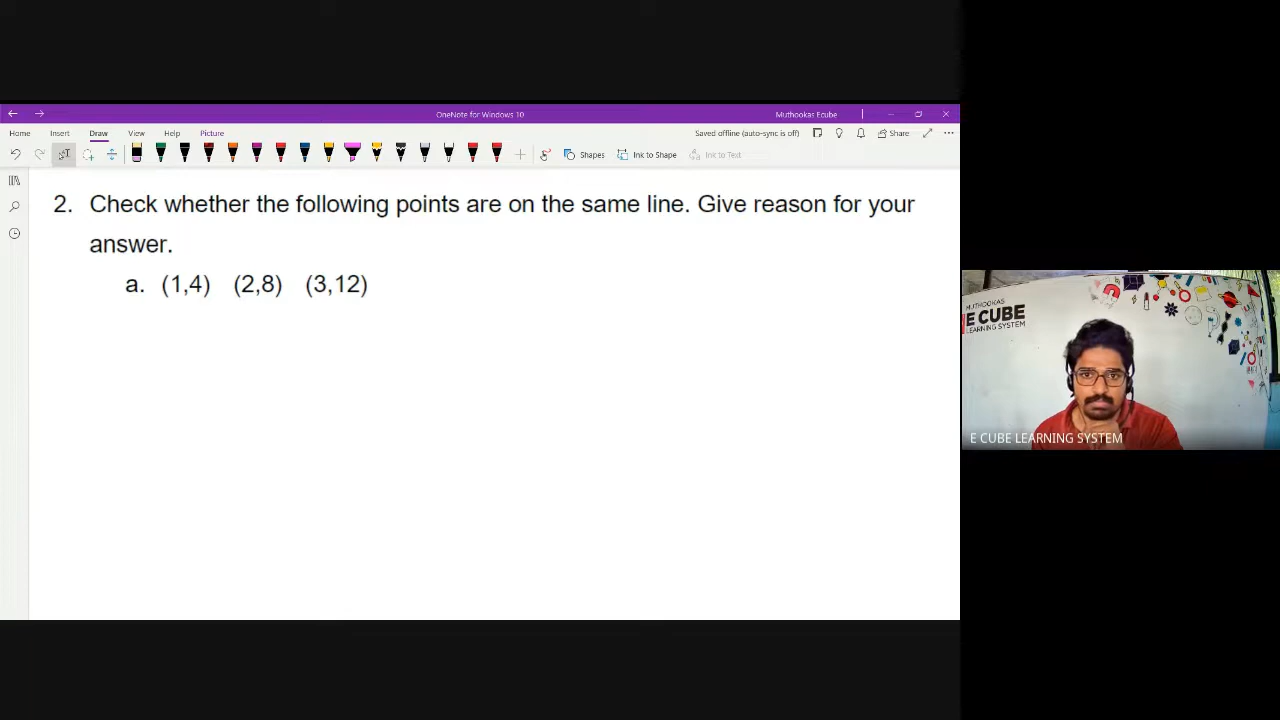 OneNote for Windows 10
Muthookas Ecube
Home Insert Draw View Help Picture
Saved offline (auto-sync is off)
Share
Shapes
Ink to Shape
Ink to Text
2. Check whether the following points are on the same line. Give reason for your
answer.
a. (1,4) (2,8) (3,12)
MUTHOOKAS
E CUBE
LEARNING SYSTEM
E CUBE LEARNING SYSTEM